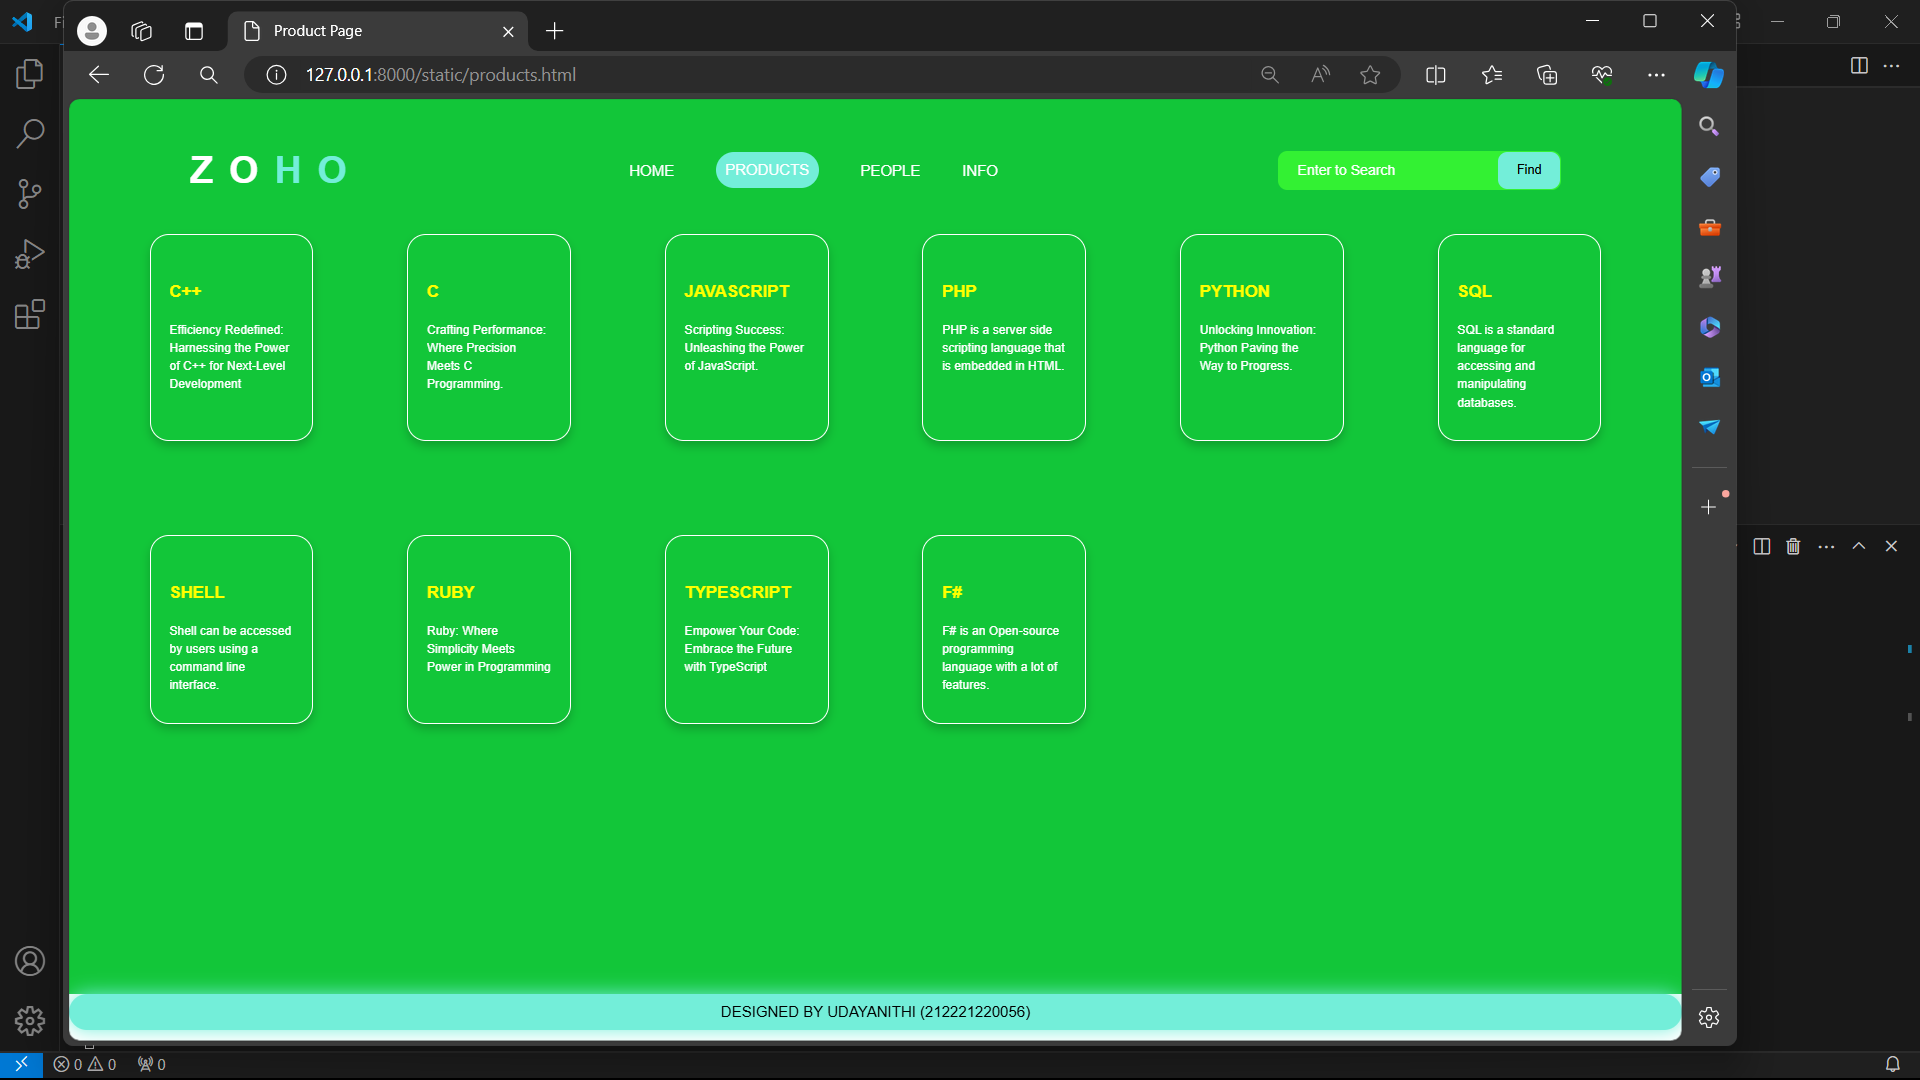 Product Page
127.0.0.1:8000/static/products.html
Z O H O
HOME
PRODUCTS
PEOPLE
INFO
Enter to Search
Find
C++
Efficiency Redefined:
Harnessing the Power
of C++ for Next-Level
Development
C
Crafting Performance:
Where Precision
Meets C
Programming.
JAVASCRIPT
Scripting Success:
Unleashing the Power
of JavaScript.
PHP
PHP is a server side
scripting language that
is embedded in HTML.
PYTHON
Unlocking Innovation:
Python Paving the
Way to Progress.
SQL
SQL is a standard
language for
accessing and
manipulating
databases.
SHELL
Shell can be accessed
by users using a
command line
interface.
RUBY
Ruby: Where
Simplicity Meets
Power in Programming
TYPESCRIPT
Empower Your Code:
Embrace the Future
with TypeScript
F#
F# is an Open-source
programming
language with a lot of
features.
DESIGNED BY UDAYANITHI (212221220056)
0 0 0